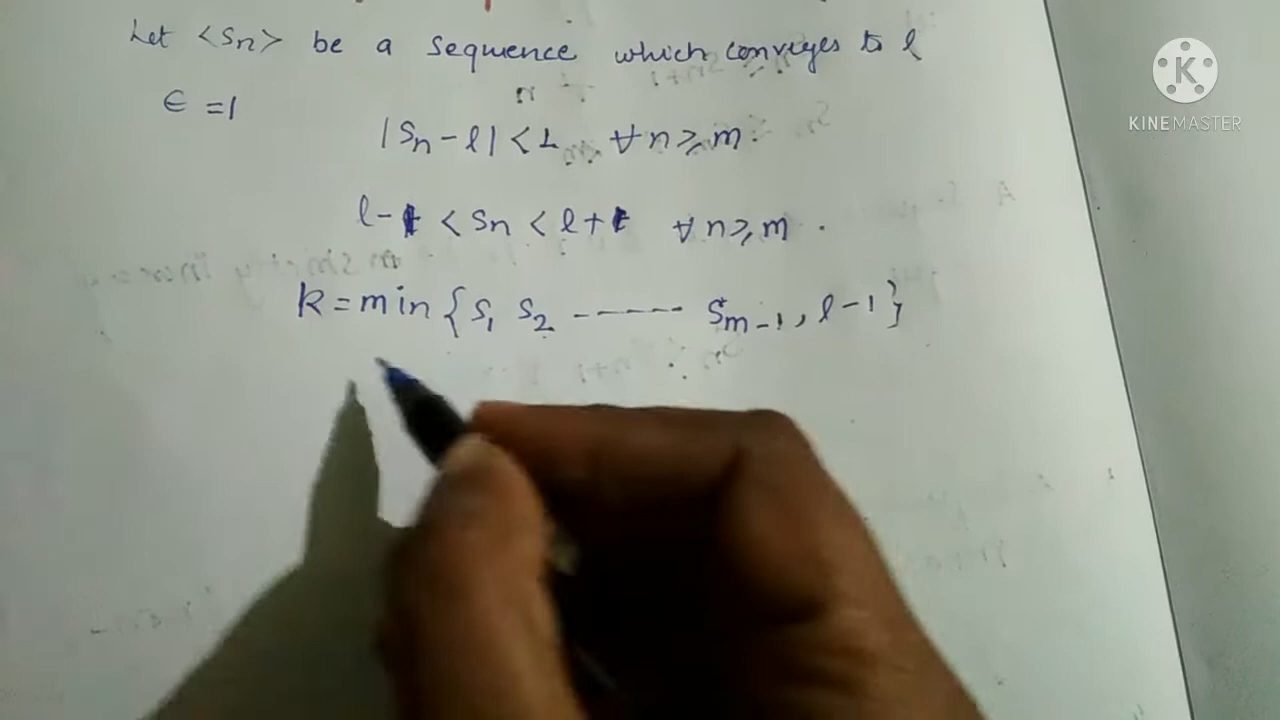 Let <Sn> be a sequence which converges to l
ε = 1
|Sn - l| < 1 ∀ n ≥ m.
l - 1 < Sn < l + 1 ∀ n ≥ m.
k = min {S1 S2 ------ Sm-1, l - 1}
K
KINEMASTER